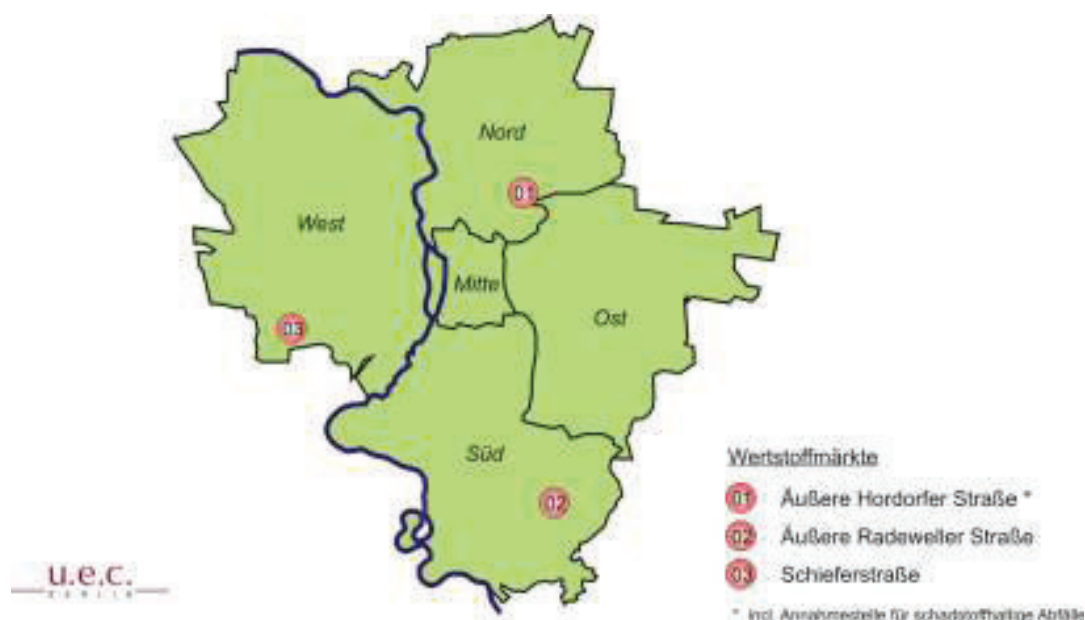 Nord
01
West
Mitte
03
Ost
Süd
02
Wertstoffmärkte
01 Äußere Hordorfer Straße *
02 Äußere Radeweller Straße
03 Schieferstraße
* incl. Annahmestelle für schadstoffhaltige Abfälle
u.e.c.
BERLIN